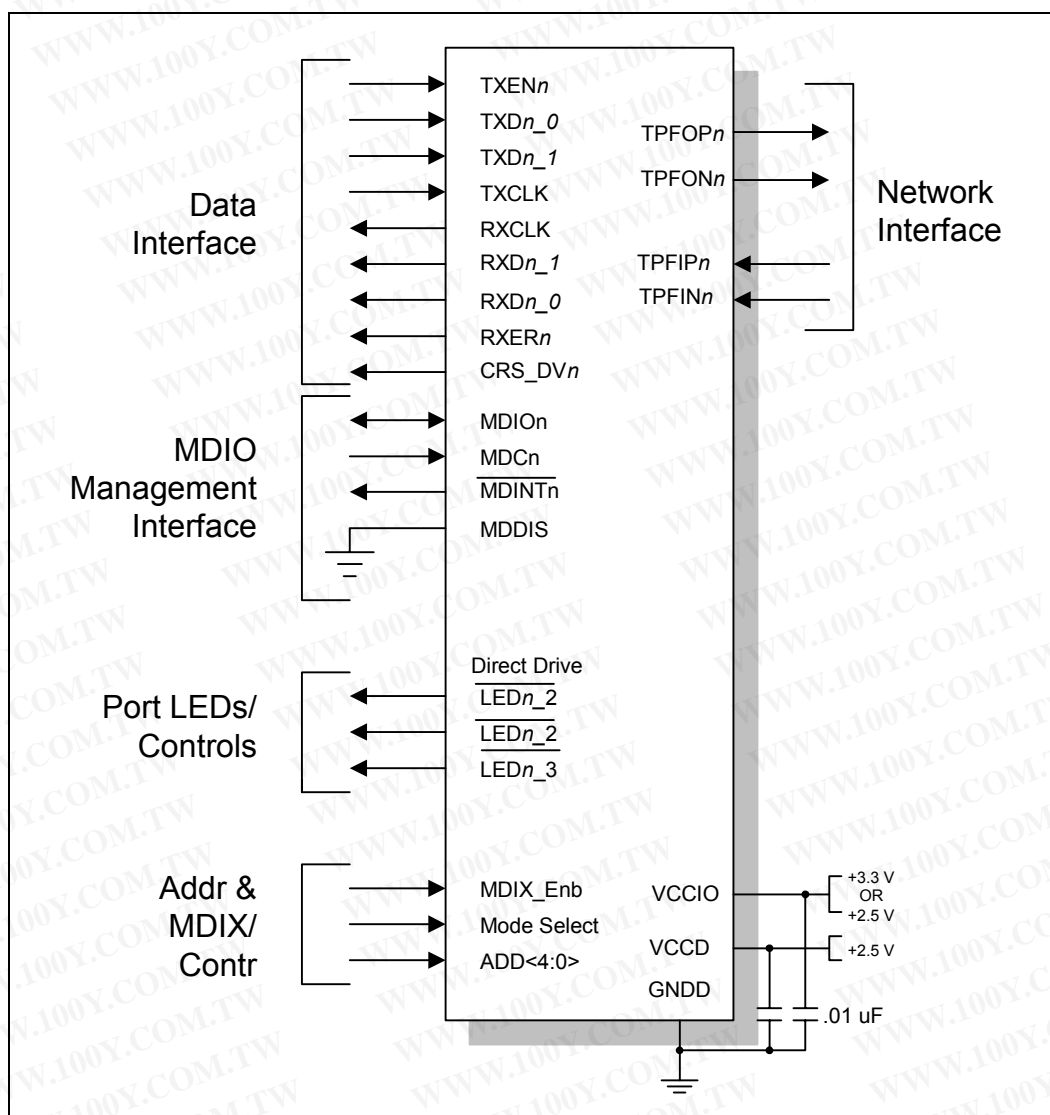 Data
Interface
TXENn
TXDn_0
TXDn_1
TXCLK
RXCLK
RXDn_1
RXDn_0
RXERn
CRS_DVn
TPFOPn
TPFONn
TPFIPn
TPFINn
Network
Interface
MDIO
Management
Interface
MDIOn
MDCn
MDINTn
MDDIS
Port LEDs/
Controls
Direct Drive
LEDn_2
LEDn_2
LEDn_3
Addr &
MDIX/
Contr
MDIX_Enb
Mode Select
ADD<4:0>
VCCIO
+3.3 V
OR
+2.5 V
VCCD
+2.5 V
GNDD
.01 uF
WWW.100Y.COM.TW